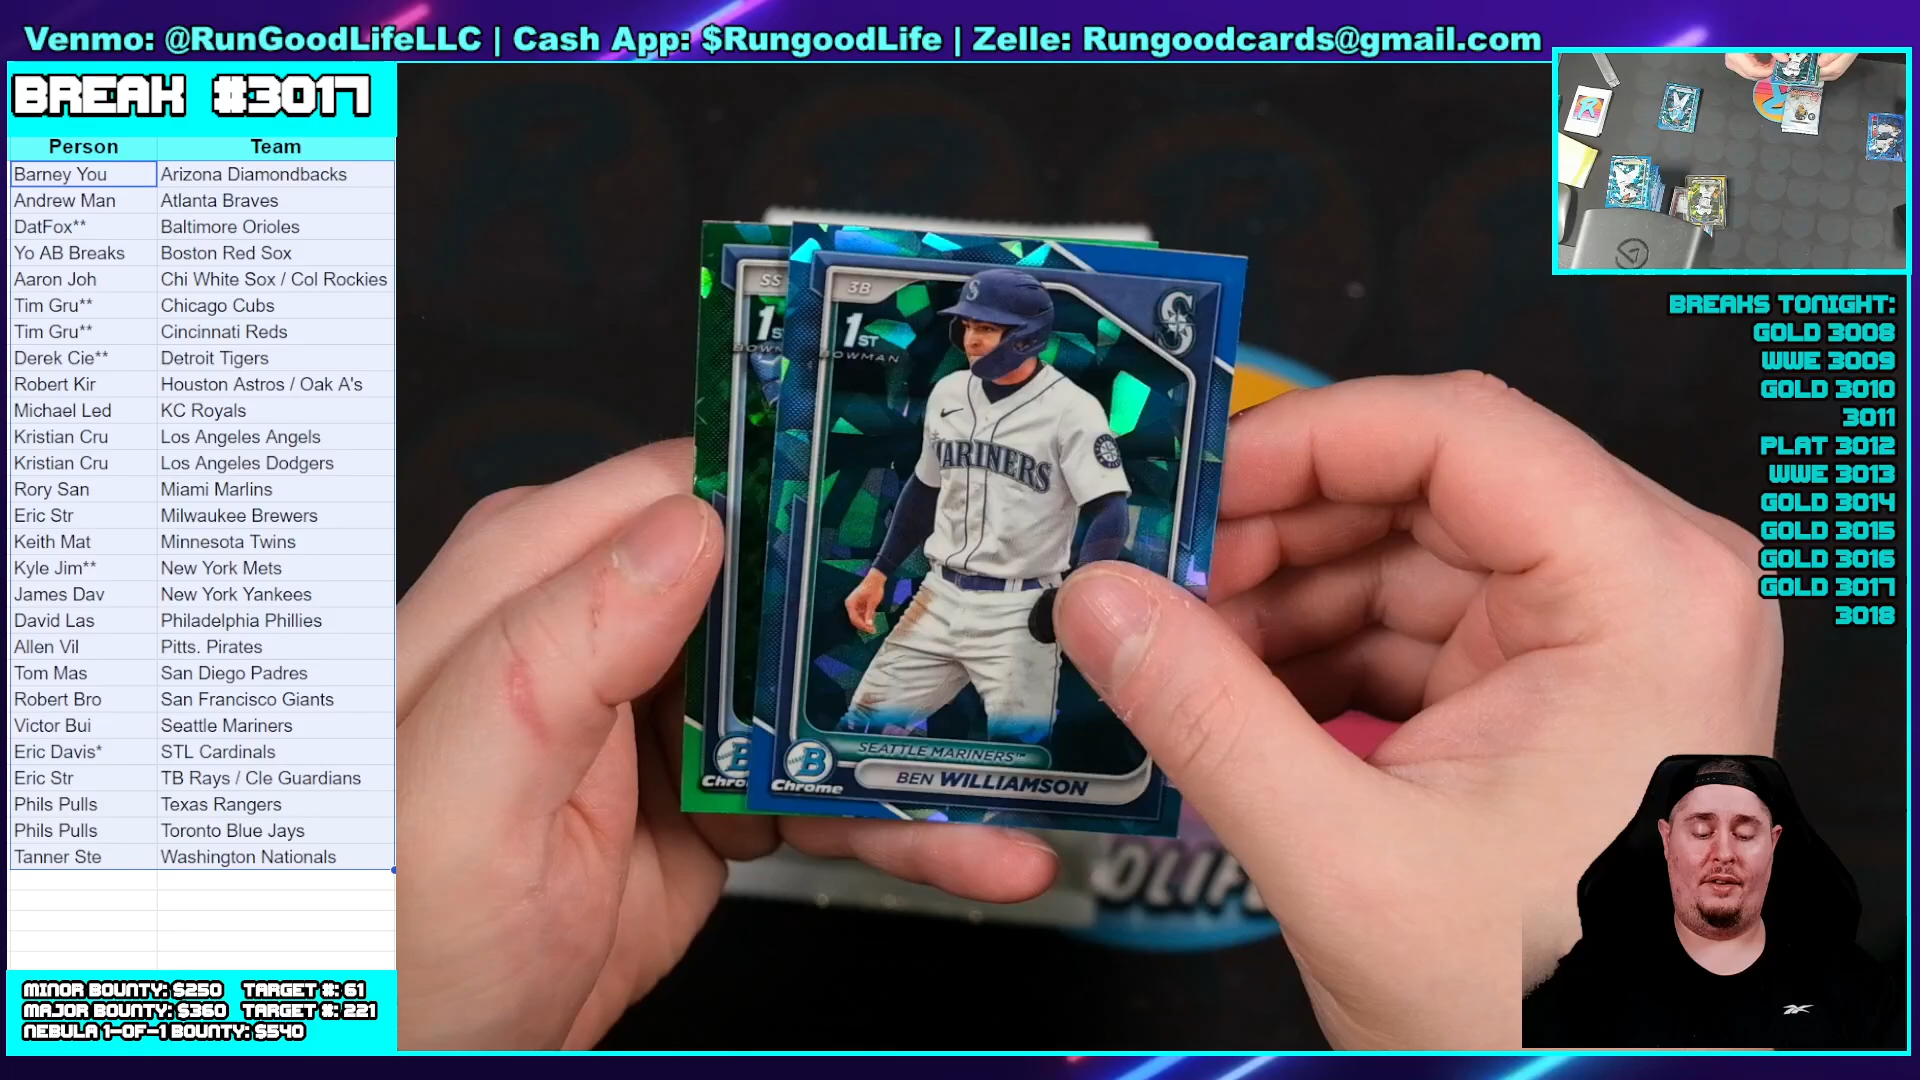 Venmo: @RunGoodLifeLLC | Cash App: $RungoodLife | Zelle: Rungoodcards@gmail.com
BREAK #3017
Person Team
Barney You Arizona Diamondbacks
Andrew Man Atlanta Braves
DatFox** Baltimore Orioles
Yo AB Breaks Boston Red Sox
Aaron Joh Chi White Sox / Col Rockies
Tim Gru** Chicago Cubs
Tim Gru** Cincinnati Reds
Derek Cie** Detroit Tigers
Robert Kir Houston Astros / Oak A's
Michael Led KC Royals
Kristian Cru Los Angeles Angels
Kristian Cru Los Angeles Dodgers
Rory San Miami Marlins
Eric Str Milwaukee Brewers
Keith Mat Minnesota Twins
Kyle Jim** New York Mets
James Dav New York Yankees
David Las Philadelphia Phillies
Allen Vil Pitts. Pirates
Tom Mas San Diego Padres
Robert Bro San Francisco Giants
Victor Bui Seattle Mariners
Eric Davis* STL Cardinals
Eric Str TB Rays / Cle Guardians
Phils Pulls Texas Rangers
Phils Pulls Toronto Blue Jays
Tanner Ste Washington Nationals
MINOR BOUNTY: $250 TARGET #: 61
MAJOR BOUNTY: $360 TARGET #: 221
NEBULA 1-OF-1 BOUNTY: $540
SS
1ST
3B
1ST
BOWMAN
S
MARINERS
SEATTLE MARINERS™
BEN WILLIAMSON
B
Chrome
BREAKS TONIGHT:
GOLD 3008
WWE 3009
GOLD 3010
3011
PLAT 3012
WWE 3013
GOLD 3014
GOLD 3015
GOLD 3016
GOLD 3017
3018